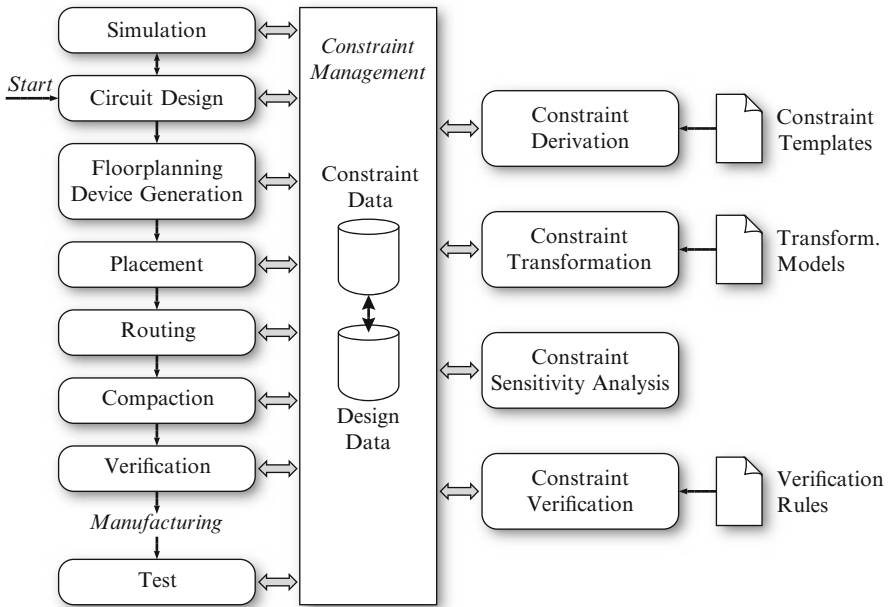 Simulation
Start
Circuit Design
Floorplanning
Device Generation
Placement
Routing
Compaction
Verification
Manufacturing
Test
Constraint
Management
Constraint
Data
Design
Data
Constraint
Derivation
Constraint
Templates
Constraint
Transformation
Transform.
Models
Constraint
Sensitivity Analysis
Constraint
Verification
Verification
Rules